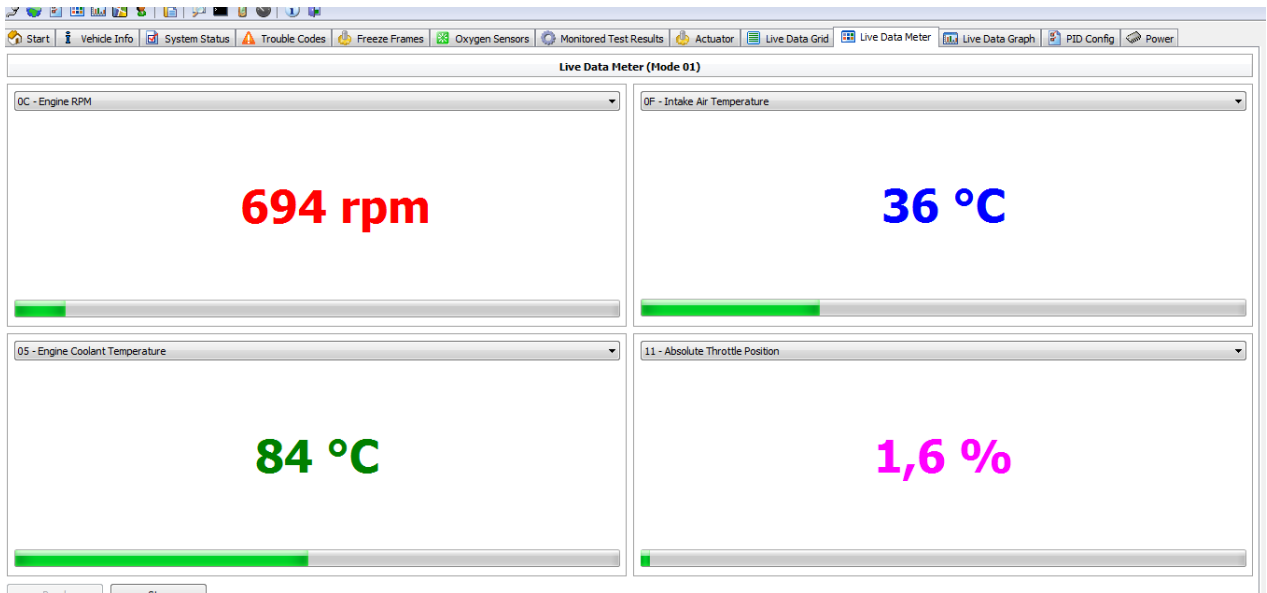 Start Vehicle Info System Status Trouble Codes Freeze Frames Oxygen Sensors Monitored Test Results Actuator Live Data Grid Live Data Meter Live Data Graph PID Config Power
Live Data Meter (Mode 01)
0C - Engine RPM
0F - Intake Air Temperature
694 rpm
36 °C
05 - Engine Coolant Temperature
11 - Absolute Throttle Position
84 °C
1,6 %